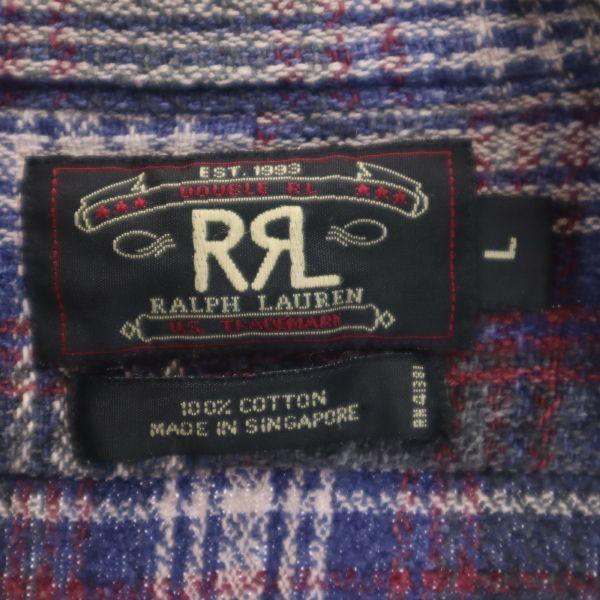 EST. 1993
DOUBLE RL
RRL
RALPH LAUREN
U.S. TRADEMARK
L
100% COTTON
MADE IN SINGAPORE
RN 41381